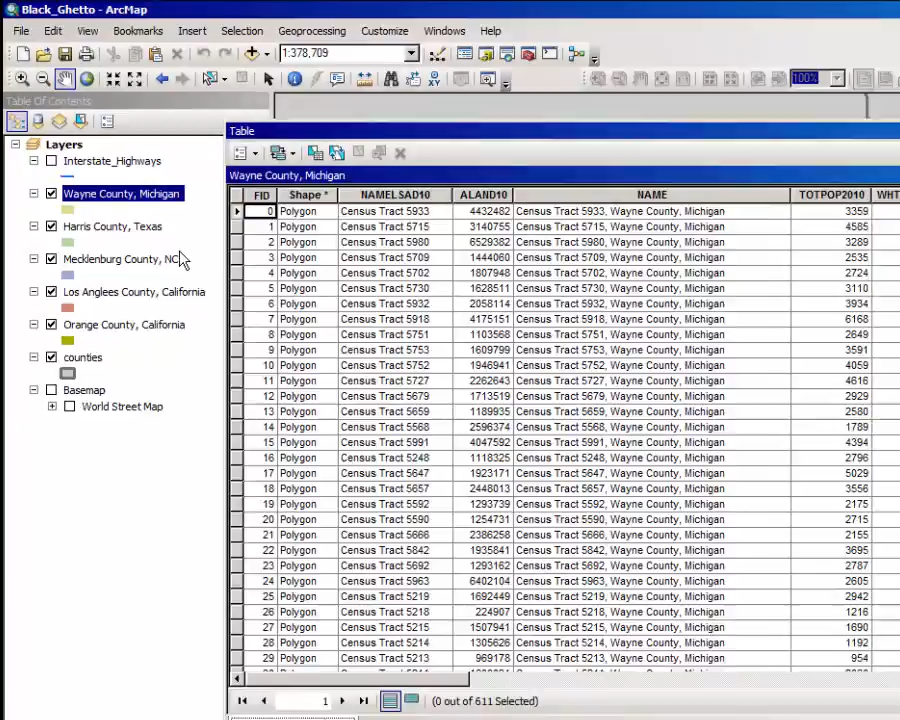 Black_Ghetto - ArcMap
File Edit View Bookmarks Insert Selection Geoprocessing Customize Windows Help
1:378,709
100%
Table Of Contents
Layers
Interstate_Highways
Wayne County, Michigan
Harris County, Texas
Mecklenburg County, NC
Los Anglees County, California
Orange County, California
counties
Basemap
World Street Map
Table
Wayne County, Michigan
FID Shape * NAMELSAD10 ALAND10 NAME TOTPOP2010 WHT
0 Polygon Census Tract 5933 4432482 Census Tract 5933, Wayne County, Michigan 3359
1 Polygon Census Tract 5715 3140755 Census Tract 5715, Wayne County, Michigan 4585
2 Polygon Census Tract 5980 6529382 Census Tract 5980, Wayne County, Michigan 3289
3 Polygon Census Tract 5709 1444060 Census Tract 5709, Wayne County, Michigan 2535
4 Polygon Census Tract 5702 1807948 Census Tract 5702, Wayne County, Michigan 2724
5 Polygon Census Tract 5730 1628511 Census Tract 5730, Wayne County, Michigan 3110
6 Polygon Census Tract 5932 2058114 Census Tract 5932, Wayne County, Michigan 3934
7 Polygon Census Tract 5918 4175151 Census Tract 5918, Wayne County, Michigan 6168
8 Polygon Census Tract 5751 1103568 Census Tract 5751, Wayne County, Michigan 2649
9 Polygon Census Tract 5753 1609799 Census Tract 5753, Wayne County, Michigan 3591
10 Polygon Census Tract 5752 1946941 Census Tract 5752, Wayne County, Michigan 4059
11 Polygon Census Tract 5727 2262643 Census Tract 5727, Wayne County, Michigan 4616
12 Polygon Census Tract 5679 1713519 Census Tract 5679, Wayne County, Michigan 2929
13 Polygon Census Tract 5659 1189935 Census Tract 5659, Wayne County, Michigan 2580
14 Polygon Census Tract 5568 2596374 Census Tract 5568, Wayne County, Michigan 1789
15 Polygon Census Tract 5991 4047592 Census Tract 5991, Wayne County, Michigan 4394
16 Polygon Census Tract 5248 1118325 Census Tract 5248, Wayne County, Michigan 2796
17 Polygon Census Tract 5647 1923171 Census Tract 5647, Wayne County, Michigan 5029
18 Polygon Census Tract 5657 2448013 Census Tract 5657, Wayne County, Michigan 3556
19 Polygon Census Tract 5592 1293739 Census Tract 5592, Wayne County, Michigan 2175
20 Polygon Census Tract 5590 1254731 Census Tract 5590, Wayne County, Michigan 2715
21 Polygon Census Tract 5666 2386258 Census Tract 5666, Wayne County, Michigan 2155
22 Polygon Census Tract 5842 1935841 Census Tract 5842, Wayne County, Michigan 3695
23 Polygon Census Tract 5692 1293162 Census Tract 5692, Wayne County, Michigan 2787
24 Polygon Census Tract 5963 6402104 Census Tract 5963, Wayne County, Michigan 2605
25 Polygon Census Tract 5219 1692449 Census Tract 5219, Wayne County, Michigan 2942
26 Polygon Census Tract 5218 224907 Census Tract 5218, Wayne County, Michigan 1216
27 Polygon Census Tract 5215 1507941 Census Tract 5215, Wayne County, Michigan 1690
28 Polygon Census Tract 5214 1305626 Census Tract 5214, Wayne County, Michigan 1192
29 Polygon Census Tract 5213 969178 Census Tract 5213, Wayne County, Michigan 954
1 (0 out of 611 Selected)